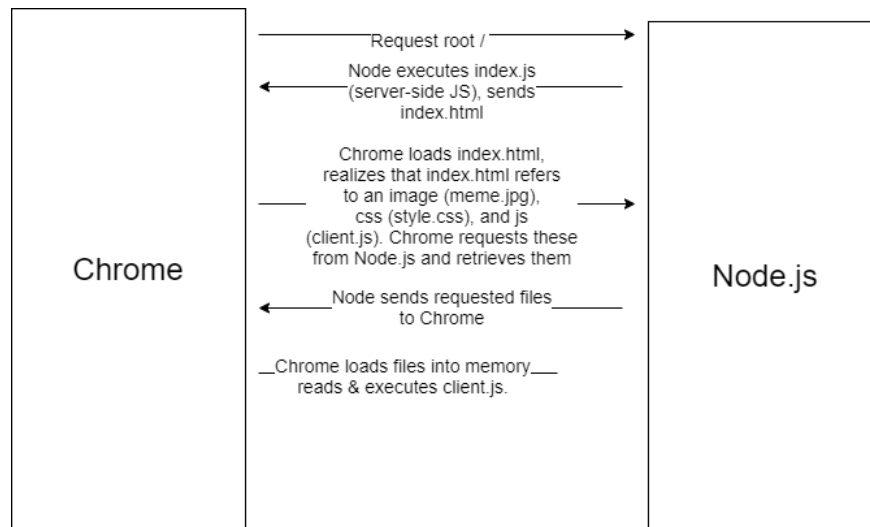 Request root /
Node executes index.js
(server-side JS), sends
index.html
Chrome loads index.html,
realizes that index.html refers
to an image (meme.jpg),
css (style.css), and js
(client.js). Chrome requests these
from Node.js and retrieves them
Chrome
Node.js
Node sends requested files
to Chrome
Chrome loads files into memory
reads & executes client.js.